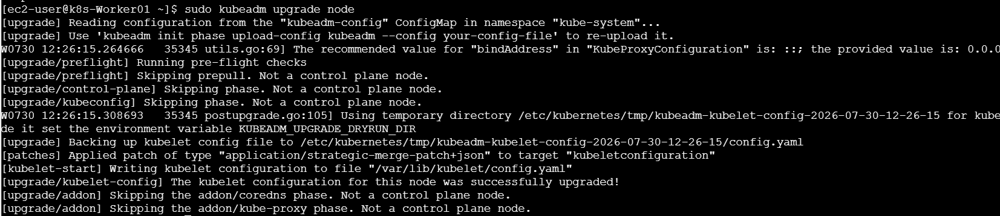 [ec2-user@k8s-Worker01 ~]$ sudo kubeadm upgrade node
[upgrade] Reading configuration from the "kubeadm-config" ConfigMap in namespace "kube-system"...
[upgrade] Use 'kubeadm init phase upload-config kubeadm --config your-config-file' to re-upload it.
W0730 12:26:15.264666   35345 utils.go:69] The recommended value for "bindAddress" in "KubeProxyConfiguration" is: ::; the provided value is: 0.0.0
[upgrade/preflight] Running pre-flight checks
[upgrade/preflight] Skipping prepull. Not a control plane node.
[upgrade/control-plane] Skipping phase. Not a control plane node.
[upgrade/kubeconfig] Skipping phase. Not a control plane node.
W0730 12:26:15.308693   35345 postupgrade.go:105] Using temporary directory /etc/kubernetes/tmp/kubeadm-kubelet-config-2026-07-30-12-26-15 for kube
de it set the environment variable KUBEADM_UPGRADE_DRYRUN_DIR
[upgrade] Backing up kubelet config file to /etc/kubernetes/tmp/kubeadm-kubelet-config-2026-07-30-12-26-15/config.yaml
[patches] Applied patch of type "application/strategic-merge-patch+json" to target "kubeletconfiguration"
[kubelet-start] Writing kubelet configuration to file "/var/lib/kubelet/config.yaml"
[upgrade/kubelet-config] The kubelet configuration for this node was successfully upgraded!
[upgrade/addon] Skipping the addon/coredns phase. Not a control plane node.
[upgrade/addon] Skipping the addon/kube-proxy phase. Not a control plane node.